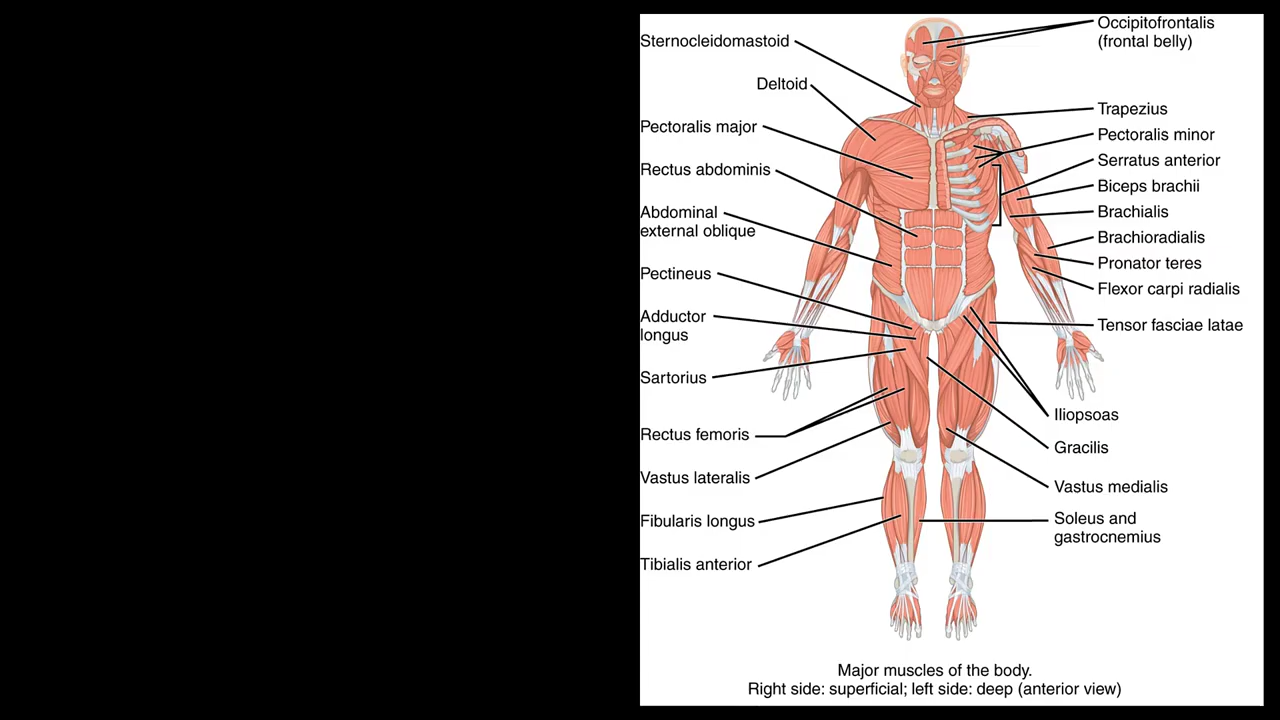 Sternocleidomastoid
Deltoid
Pectoralis major
Rectus abdominis
Abdominal
external oblique
Pectineus
Adductor
longus
Sartorius
Rectus femoris
Vastus lateralis
Fibularis longus
Tibialis anterior
Occipitofrontalis
(frontal belly)
Trapezius
Pectoralis minor
Serratus anterior
Biceps brachii
Brachialis
Brachioradialis
Pronator teres
Flexor carpi radialis
Tensor fasciae latae
Iliopsoas
Gracilis
Vastus medialis
Soleus and
gastrocnemius
Major muscles of the body.
Right side: superficial; left side: deep (anterior view)